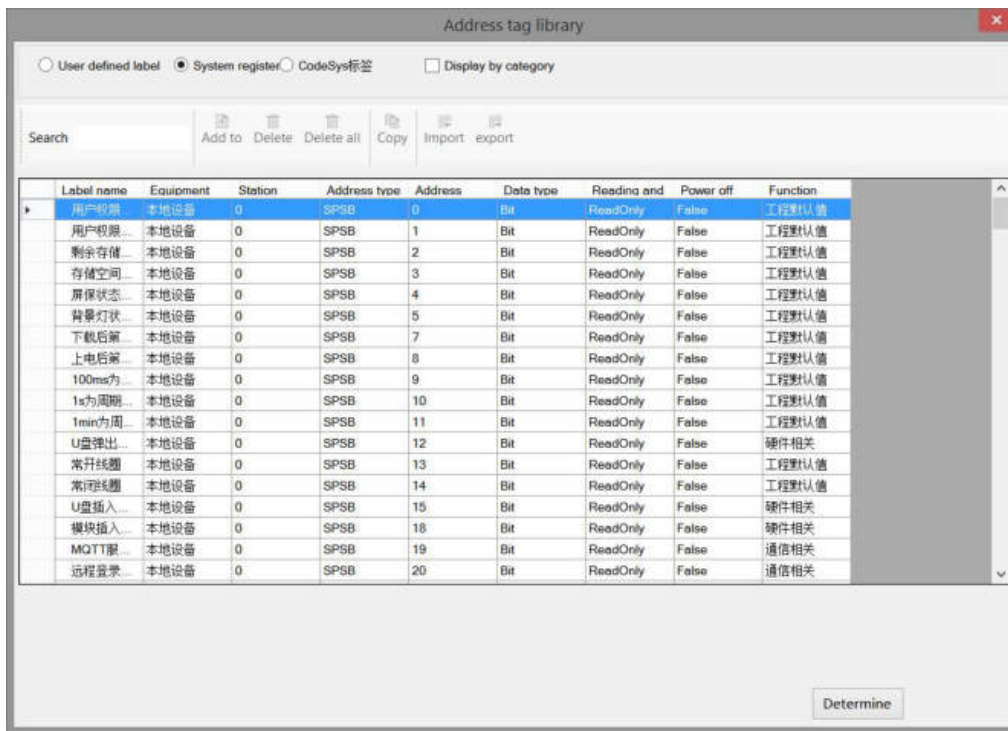 Address tag library
User defined label System register CodeSys标签 Display by category
Search Add to Delete Delete all Copy Import export
Label name Equipment Station Address type Address Data type Reading and Power off Function
用户权限... 本地设备 0 SPSB 0 Bit ReadOnly False 工程默认值
用户权限... 本地设备 0 SPSB 1 Bit ReadOnly False 工程默认值
剩余存储... 本地设备 0 SPSB 2 Bit ReadOnly False 工程默认值
存储空间... 本地设备 0 SPSB 3 Bit ReadOnly False 工程默认值
屏保状态... 本地设备 0 SPSB 4 Bit ReadOnly False 工程默认值
背景灯状... 本地设备 0 SPSB 5 Bit ReadOnly False 工程默认值
下载后第... 本地设备 0 SPSB 7 Bit ReadOnly False 工程默认值
上电后第... 本地设备 0 SPSB 8 Bit ReadOnly False 工程默认值
100ms为... 本地设备 0 SPSB 9 Bit ReadOnly False 工程默认值
1s为周期... 本地设备 0 SPSB 10 Bit ReadOnly False 工程默认值
1min为周... 本地设备 0 SPSB 11 Bit ReadOnly False 工程默认值
U盘弹出... 本地设备 0 SPSB 12 Bit ReadOnly False 硬件相关
常开线圈 本地设备 0 SPSB 13 Bit ReadOnly False 工程默认值
常闭线圈 本地设备 0 SPSB 14 Bit ReadOnly False 工程默认值
U盘插入... 本地设备 0 SPSB 15 Bit ReadOnly False 硬件相关
模块插入... 本地设备 0 SPSB 18 Bit ReadOnly False 硬件相关
MQTT服... 本地设备 0 SPSB 19 Bit ReadOnly False 通信相关
远程登录... 本地设备 0 SPSB 20 Bit ReadOnly False 通信相关
Determine